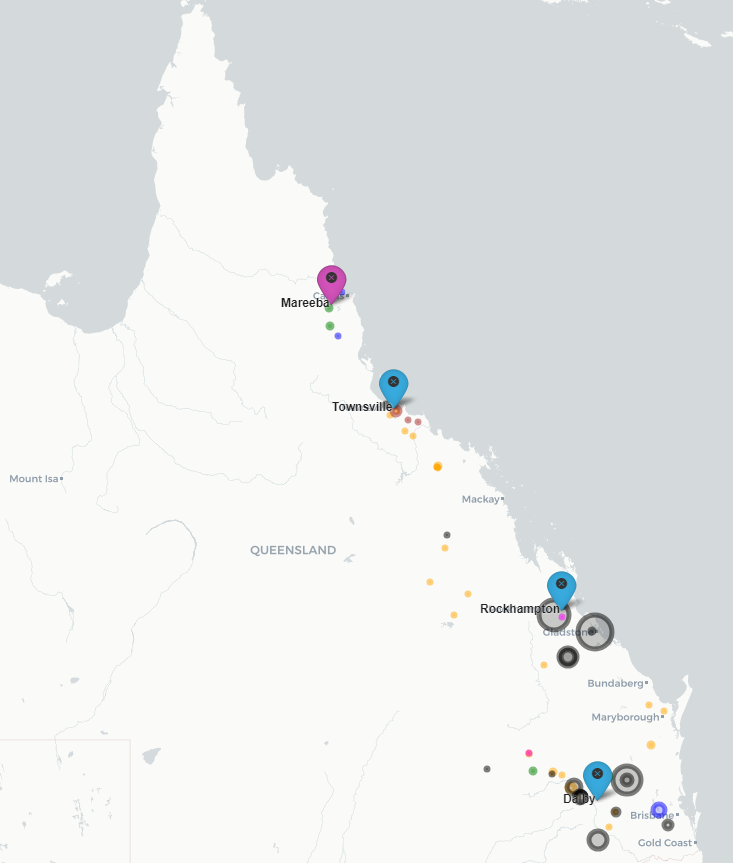 Mareeba
Townsville
Mount Isa
Mackay
QUEENSLAND
Rockhampton
Gladstone
Bundaberg
Maryborough
Dalby
Brisbane
Gold Coast